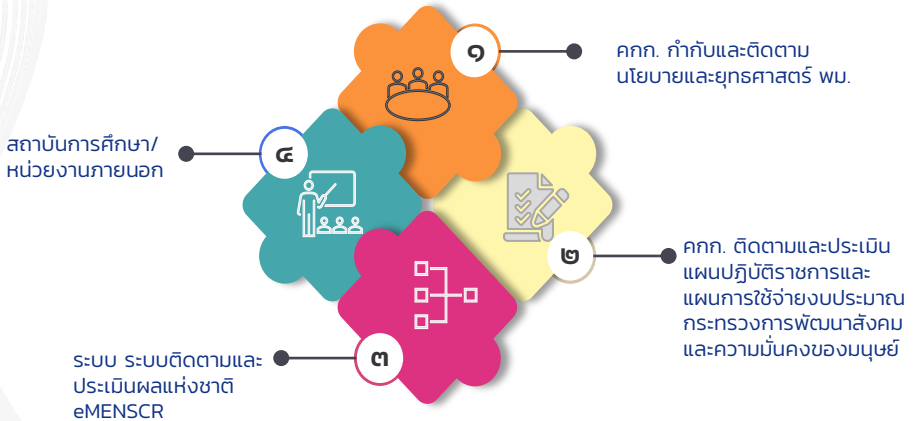 ๑
คกก. กำกับและติดตาม
นโยบายและยุทธศาสตร์ พม.
๒
คกก. ติดตามและประเมิน
แผนปฏิบัติราชการและ
แผนการใช้จ่ายงบประมาณ
กระทรวงการพัฒนาสังคม
และความมั่นคงของมนุษย์
๓
ระบบ ระบบติดตามและ
ประเมินผลแห่งชาติ
eMENSCR
๔
สถาบันการศึกษา/
หน่วยงานภายนอก